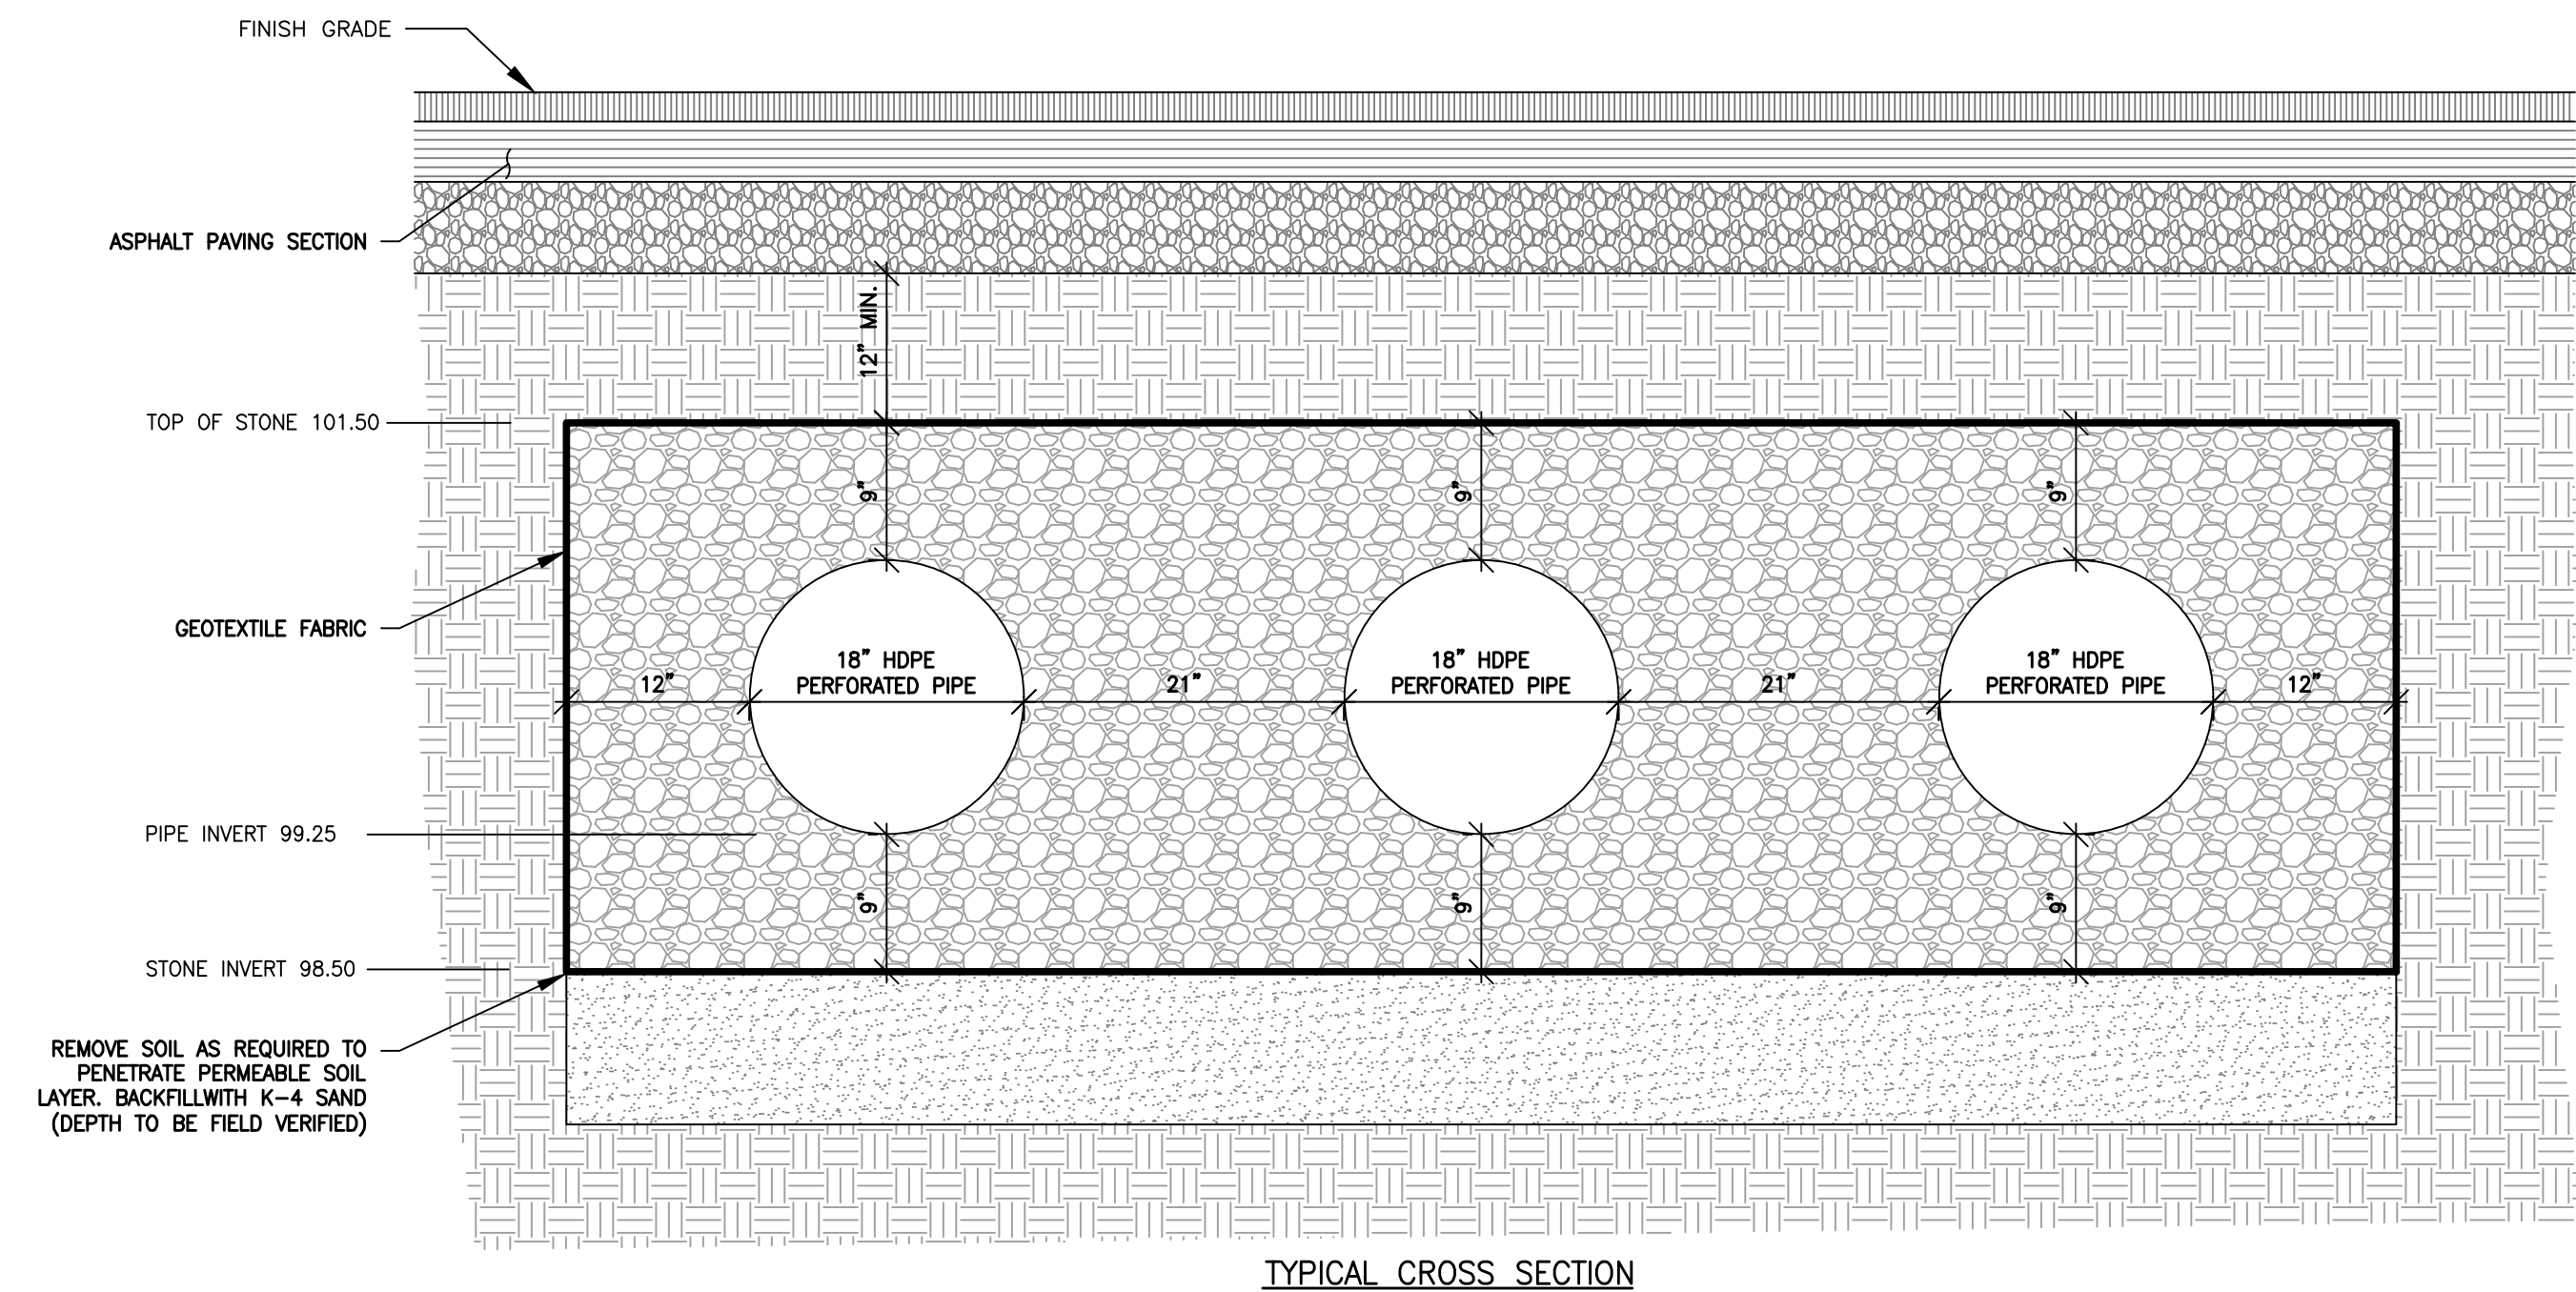 FINISH GRADE
ASPHALT PAVING SECTION
12" MIN.
TOP OF STONE 101.50
9"
9"
9"
GEOTEXTILE FABRIC
18" HDPE
PERFORATED PIPE
18" HDPE
PERFORATED PIPE
18" HDPE
PERFORATED PIPE
12"
21"
21"
12"
PIPE INVERT 99.25
9"
9"
9"
STONE INVERT 98.50
REMOVE SOIL AS REQUIRED TO
PENETRATE PERMEABLE SOIL
LAYER. BACKFILLWITH K-4 SAND
(DEPTH TO BE FIELD VERIFIED)
TYPICAL CROSS SECTION